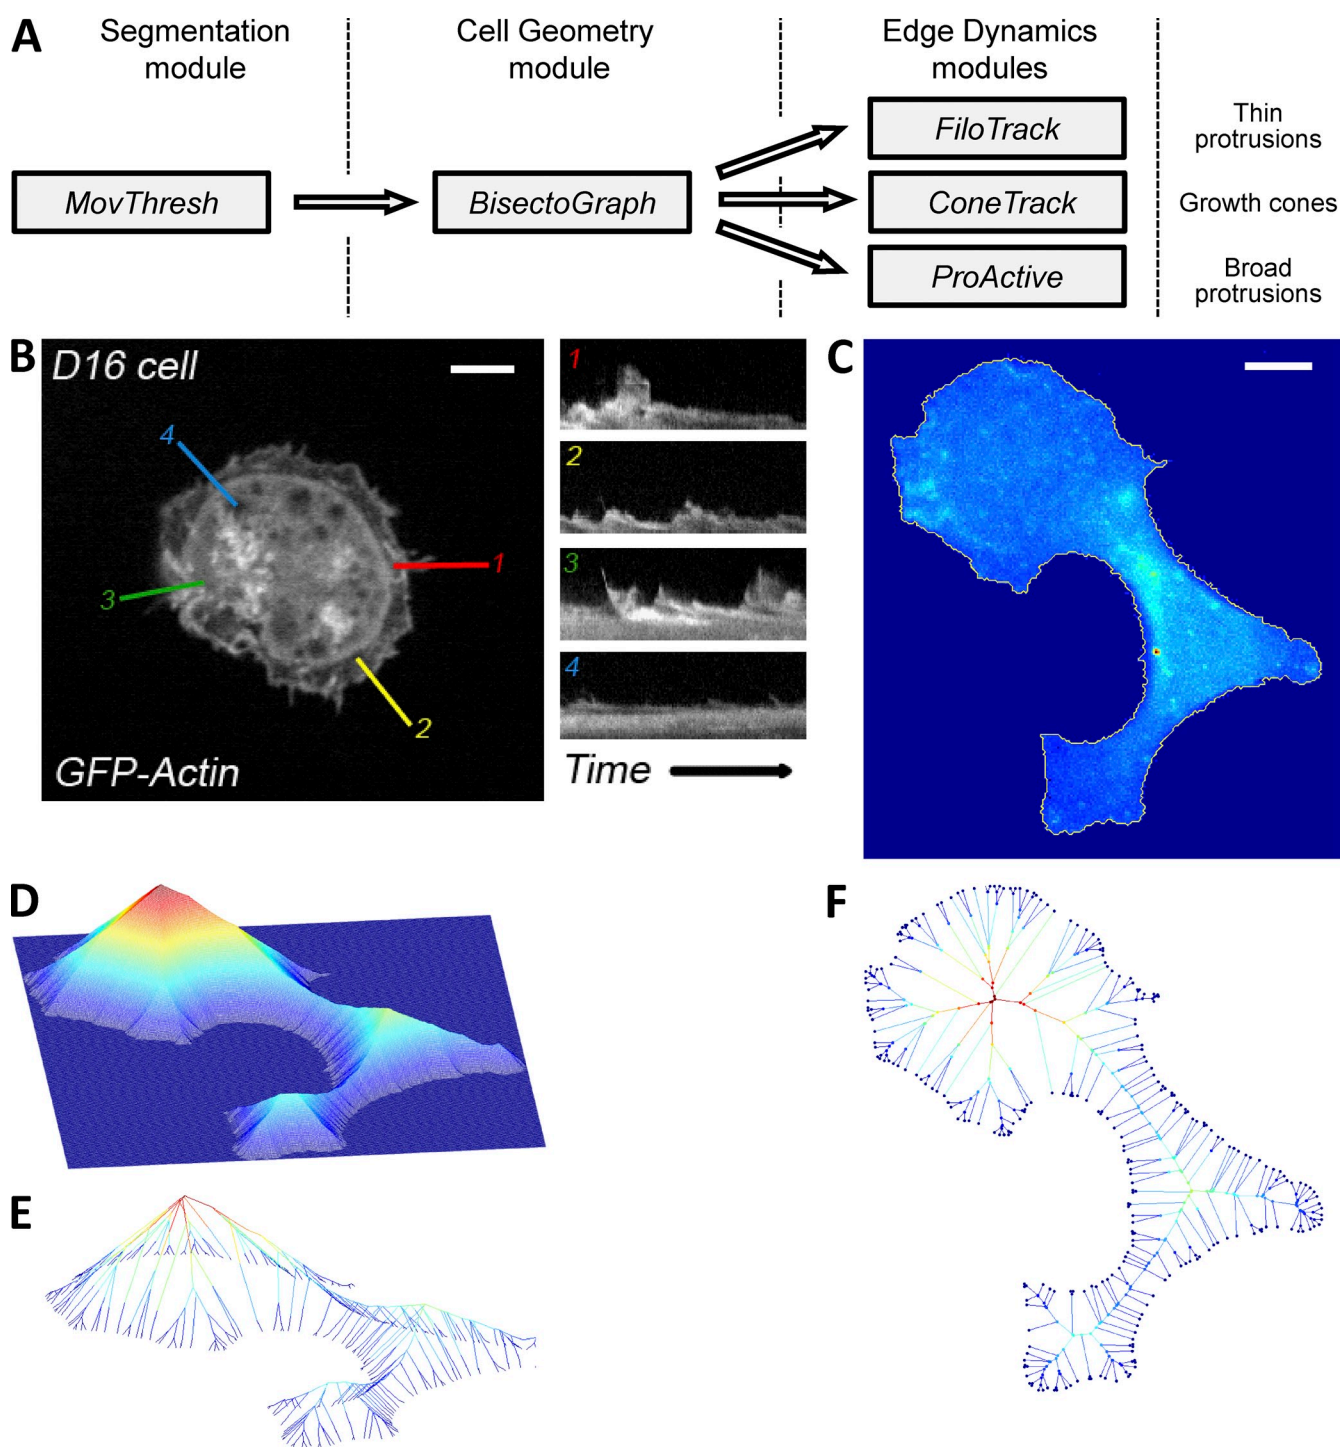 A
Segmentation
module
Cell Geometry
module
Edge Dynamics
modules
MovThresh
BisectoGraph
FiloTrack
ConeTrack
ProActive
Thin
protrusions
Growth cones
Broad
protrusions
B
D16 cell
4
1
3
2
GFP-Actin
1
2
3
4
Time
C
D
E
F